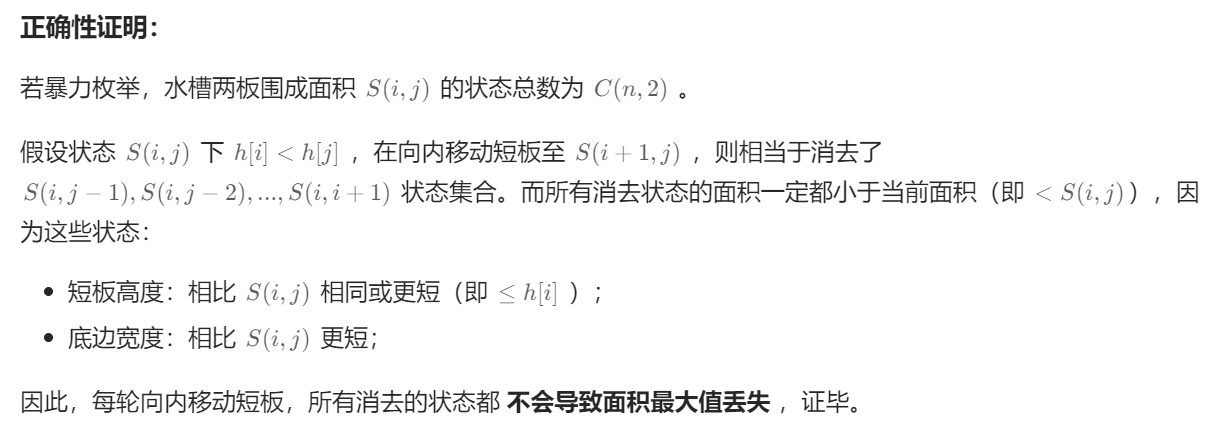 正确性证明：
若暴力枚举，水槽两板围成面积 S(i, j) 的状态总数为 C(n, 2) 。
假设状态 S(i, j) 下 h[i] < h[j] ，在向内移动短板至 S(i + 1, j) ，则相当于消去了
S(i, j − 1), S(i, j − 2), ..., S(i, i + 1) 状态集合。而所有消去状态的面积一定都小于当前面积（即 < S(i, j)），因
为这些状态：
• 短板高度：相比 S(i, j) 相同或更短（即 ≤ h[i] ）；
• 底边宽度：相比 S(i, j) 更短；
因此，每轮向内移动短板，所有消去的状态都 不会导致面积最大值丢失 ，证毕。